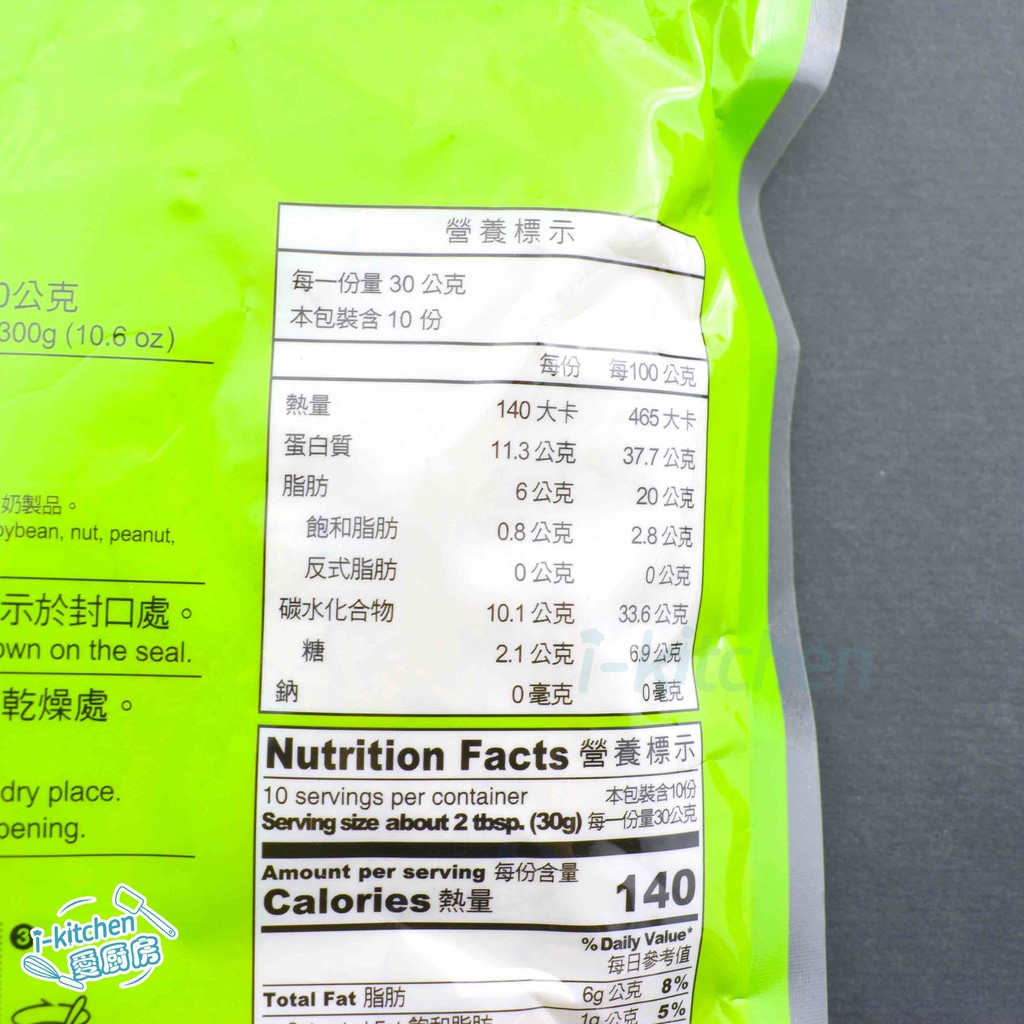 0公克
300g (10.6 oz)
奶製品。
oybean, nut, peanut,
示於封口處。
own on the seal.
乾燥處。
dry place.
pening.
3
營養標示
每一份量 30 公克
本包裝含 10 份
每份 每100 公克
熱量 140 大卡 465 大卡
蛋白質 11.3 公克 37.7 公克
脂肪 6 公克 20 公克
飽和脂肪 0.8 公克 2.8 公克
反式脂肪 0 公克 0 公克
碳水化合物 10.1 公克 33.6 公克
糖 2.1 公克 6.9 公克
鈉 0 毫克 0 毫克
Nutrition Facts 營養標示
10 servings per container 本包裝含10份
Serving size about 2 tbsp. (30g) 每一份量30公克
Amount per serving 每份含量
Calories 熱量 140
% Daily Value*
每日參考值
Total Fat 脂肪 6g 公克 8%
飽和脂肪 1g 公克 5%
i-kitchen
i-kitchen
愛廚房